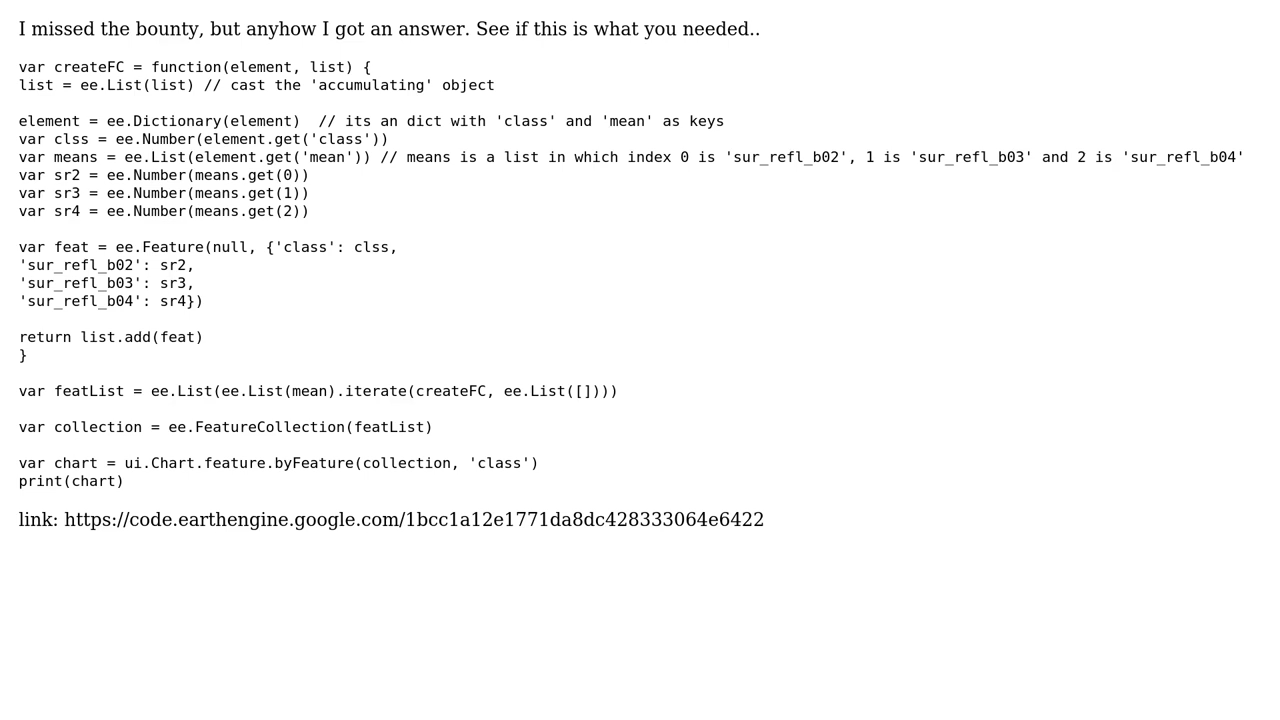 I missed the bounty, but anyhow I got an answer. See if this is what you needed..
var createFC = function(element, list) {
list = ee.List(list) // cast the 'accumulating' object
element = ee.Dictionary(element)  // its an dict with 'class' and 'mean' as keys
var clss = ee.Number(element.get('class'))
var means = ee.List(element.get('mean')) // means is a list in which index 0 is 'sur_refl_b02', 1 is 'sur_refl_b03' and 2 is 'sur_refl_b04'
var sr2 = ee.Number(means.get(0))
var sr3 = ee.Number(means.get(1))
var sr4 = ee.Number(means.get(2))
var feat = ee.Feature(null, {'class': clss,
'sur_refl_b02': sr2,
'sur_refl_b03': sr3,
'sur_refl_b04': sr4})
return list.add(feat)
}
var featList = ee.List(ee.List(mean).iterate(createFC, ee.List([])))
var collection = ee.FeatureCollection(featList)
var chart = ui.Chart.feature.byFeature(collection, 'class')
print(chart)
link: https://code.earthengine.google.com/1bcc1a12e1771da8dc428333064e6422